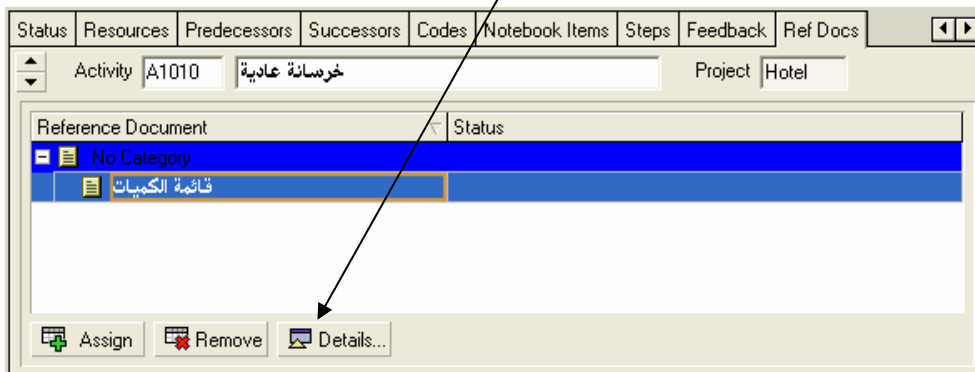 Status Resources Predecessors Successors Codes Notebook Items Steps Feedback Ref Docs
Activity A1010 خرسانة عادية Project Hotel
Reference Document Status
No Category
قائمة الكميات
Assign Remove Details...